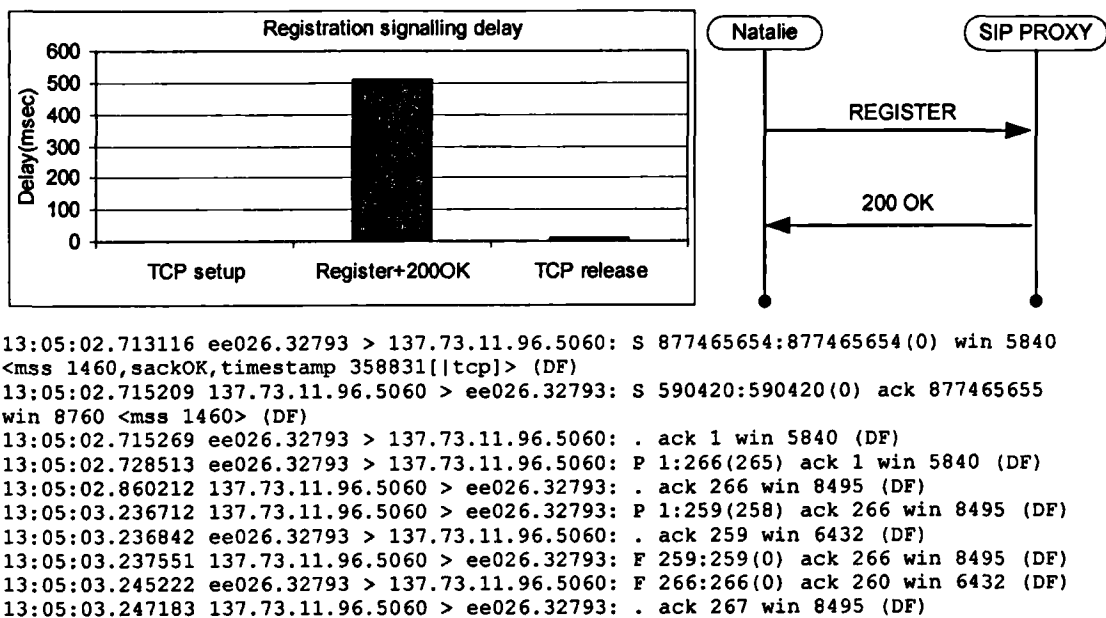 Registration signalling delay
600
500
400
300
200
100
0
Delay(msec)
TCP setup
Register+200OK
TCP release
Natalie
SIP PROXY
REGISTER
200 OK
13:05:02.713116 ee026.32793 > 137.73.11.96.5060: S 877465654:877465654(0) win 5840
<mss 1460,sackOK,timestamp 358831[|tcp]> (DF)
13:05:02.715209 137.73.11.96.5060 > ee026.32793: S 590420:590420(0) ack 877465655
win 8760 <mss 1460> (DF)
13:05:02.715269 ee026.32793 > 137.73.11.96.5060: . ack 1 win 5840 (DF)
13:05:02.728513 ee026.32793 > 137.73.11.96.5060: P 1:266(265) ack 1 win 5840 (DF)
13:05:02.860212 137.73.11.96.5060 > ee026.32793: . ack 266 win 8495 (DF)
13:05:03.236712 137.73.11.96.5060 > ee026.32793: P 1:259(258) ack 266 win 8495 (DF)
13:05:03.236842 ee026.32793 > 137.73.11.96.5060: . ack 259 win 6432 (DF)
13:05:03.237551 137.73.11.96.5060 > ee026.32793: F 259:259(0) ack 266 win 8495 (DF)
13:05:03.245222 ee026.32793 > 137.73.11.96.5060: F 266:266(0) ack 260 win 6432 (DF)
13:05:03.247183 137.73.11.96.5060 > ee026.32793: . ack 267 win 8495 (DF)